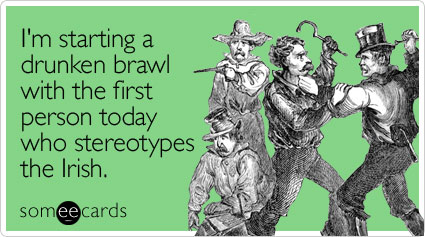 I'm starting a
drunken brawl
with the first
person today
who stereotypes
the Irish.
someecards